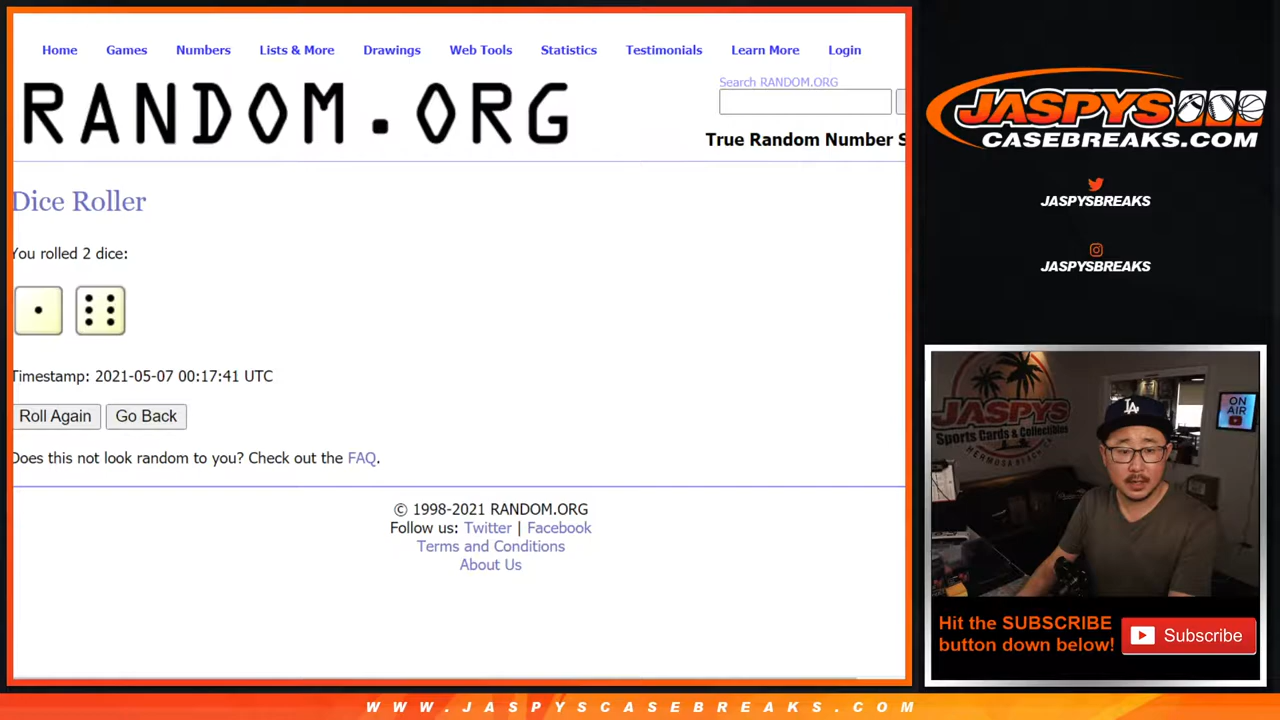 Home Games Numbers Lists & More Drawings Web Tools Statistics Testimonials Learn More Login
RANDOM.ORG
Search RANDOM.ORG
True Random Number S
Dice Roller
You rolled 2 dice:
Timestamp: 2021-05-07 00:17:41 UTC
Roll Again Go Back
Does this not look random to you? Check out the FAQ.
© 1998-2021 RANDOM.ORG
Follow us: Twitter | Facebook
Terms and Conditions
About Us
JASPYS
CASEBREAKS.COM
JASPYSBREAKS
JASPYSBREAKS
JASPYS
Sports Cards & Collectibles
HERMOSA BEACH
LA
ON
AIR
Hit the SUBSCRIBE
button down below!
Subscribe
WWW.JASPYSCASEBREAKS.COM